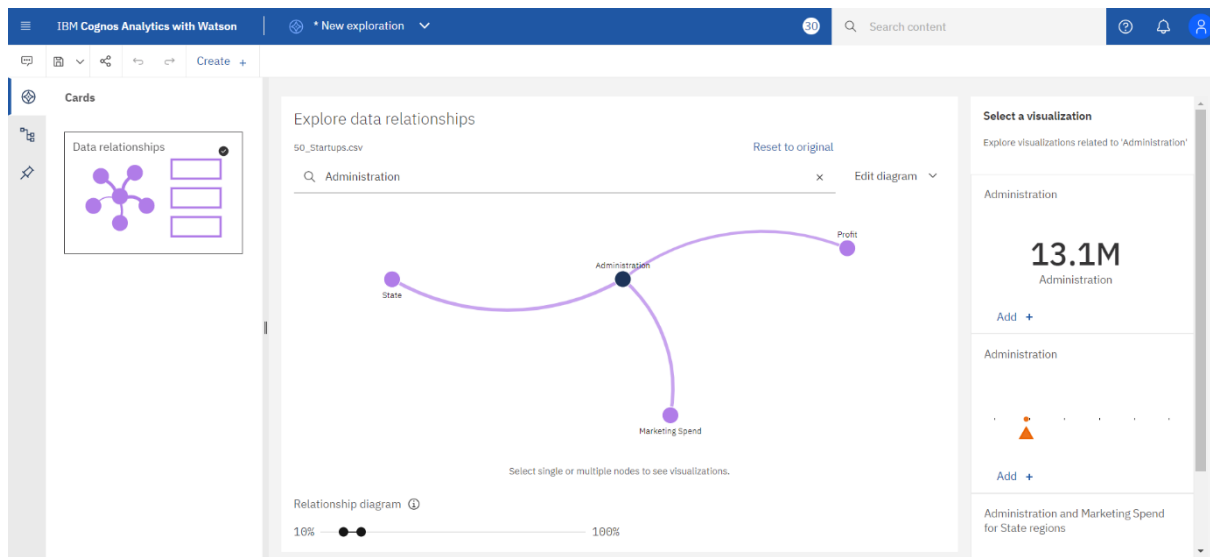 IBM Cognos Analytics with Watson
* New exploration
30
Search content
Create +
Cards
Data relationships
Explore data relationships
50_Startups.csv
Reset to original
Administration
Edit diagram
Profit
Administration
State
Marketing Spend
Select single or multiple nodes to see visualizations.
Relationship diagram
10%
100%
Select a visualization
Explore visualizations related to 'Administration'
Administration
13.1M
Administration
Add +
Administration
Add +
Administration and Marketing Spend
for State regions